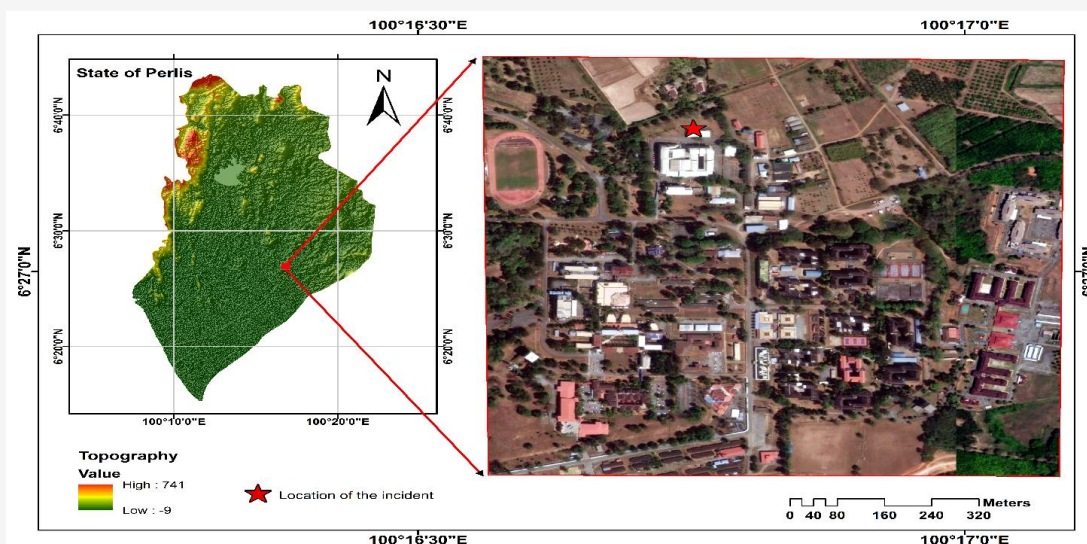 100°16'30"E 100°17'0"E
State of Perlis
N
6°40'0"N 6°40'0"N
6°30'0"N 6°30'0"N
6°27'0"N 6°27'0"N
6°20'0"N 6°20'0"N
100°10'0"E 100°20'0"E
Topography
Value
High : 741
Low : -9
Location of the incident
Meters
0 40 80 160 240 320
100°16'30"E 100°17'0"E